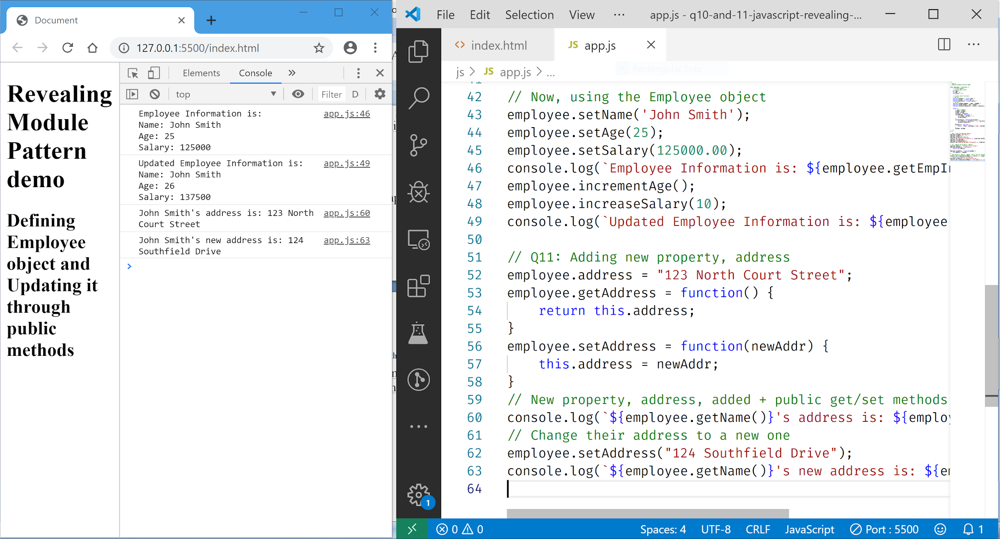 Document
127.0.0.1:5500/index.html
Revealing
Module
Pattern
demo
Defining
Employee
object and
Updating it
through
public
methods
Elements Console
top Filter
Employee Information is: app.js:46
Name: John Smith
Age: 25
Salary: 125000
Updated Employee Information is: app.js:49
Name: John Smith
Age: 26
Salary: 137500
John Smith's address is: 123 North app.js:60
Court Street
John Smith's new address is: 124 app.js:63
Southfield Drive
File Edit Selection View ··· app.js - q10-and-11-javascript-revealing-...
index.html JS app.js
Rectangular Snip
js > JS app.js > ...
42 // Now, using the Employee object
43 employee.setName('John Smith');
44 employee.setAge(25);
45 employee.setSalary(125000.00);
46 console.log(`Employee Information is: ${employee.getEmpI
47 employee.incrementAge();
48 employee.increaseSalary(10);
49 console.log(`Updated Employee Information is: ${employee
50
51 // Q11: Adding new property, address
52 employee.address = "123 North Court Street";
53 employee.getAddress = function() {
54 return this.address;
55 }
56 employee.setAddress = function(newAddr) {
57 this.address = newAddr;
58 }
59 // New property, address, added + public get/set methods
60 console.log(`${employee.getName()}'s address is: ${employ
61 // Change their address to a new one
62 employee.setAddress("124 Southfield Drive");
63 console.log(`${employee.getName()}'s new address is: ${em
64
1
0 0 Spaces: 4 UTF-8 CRLF JavaScript Port : 5500 1